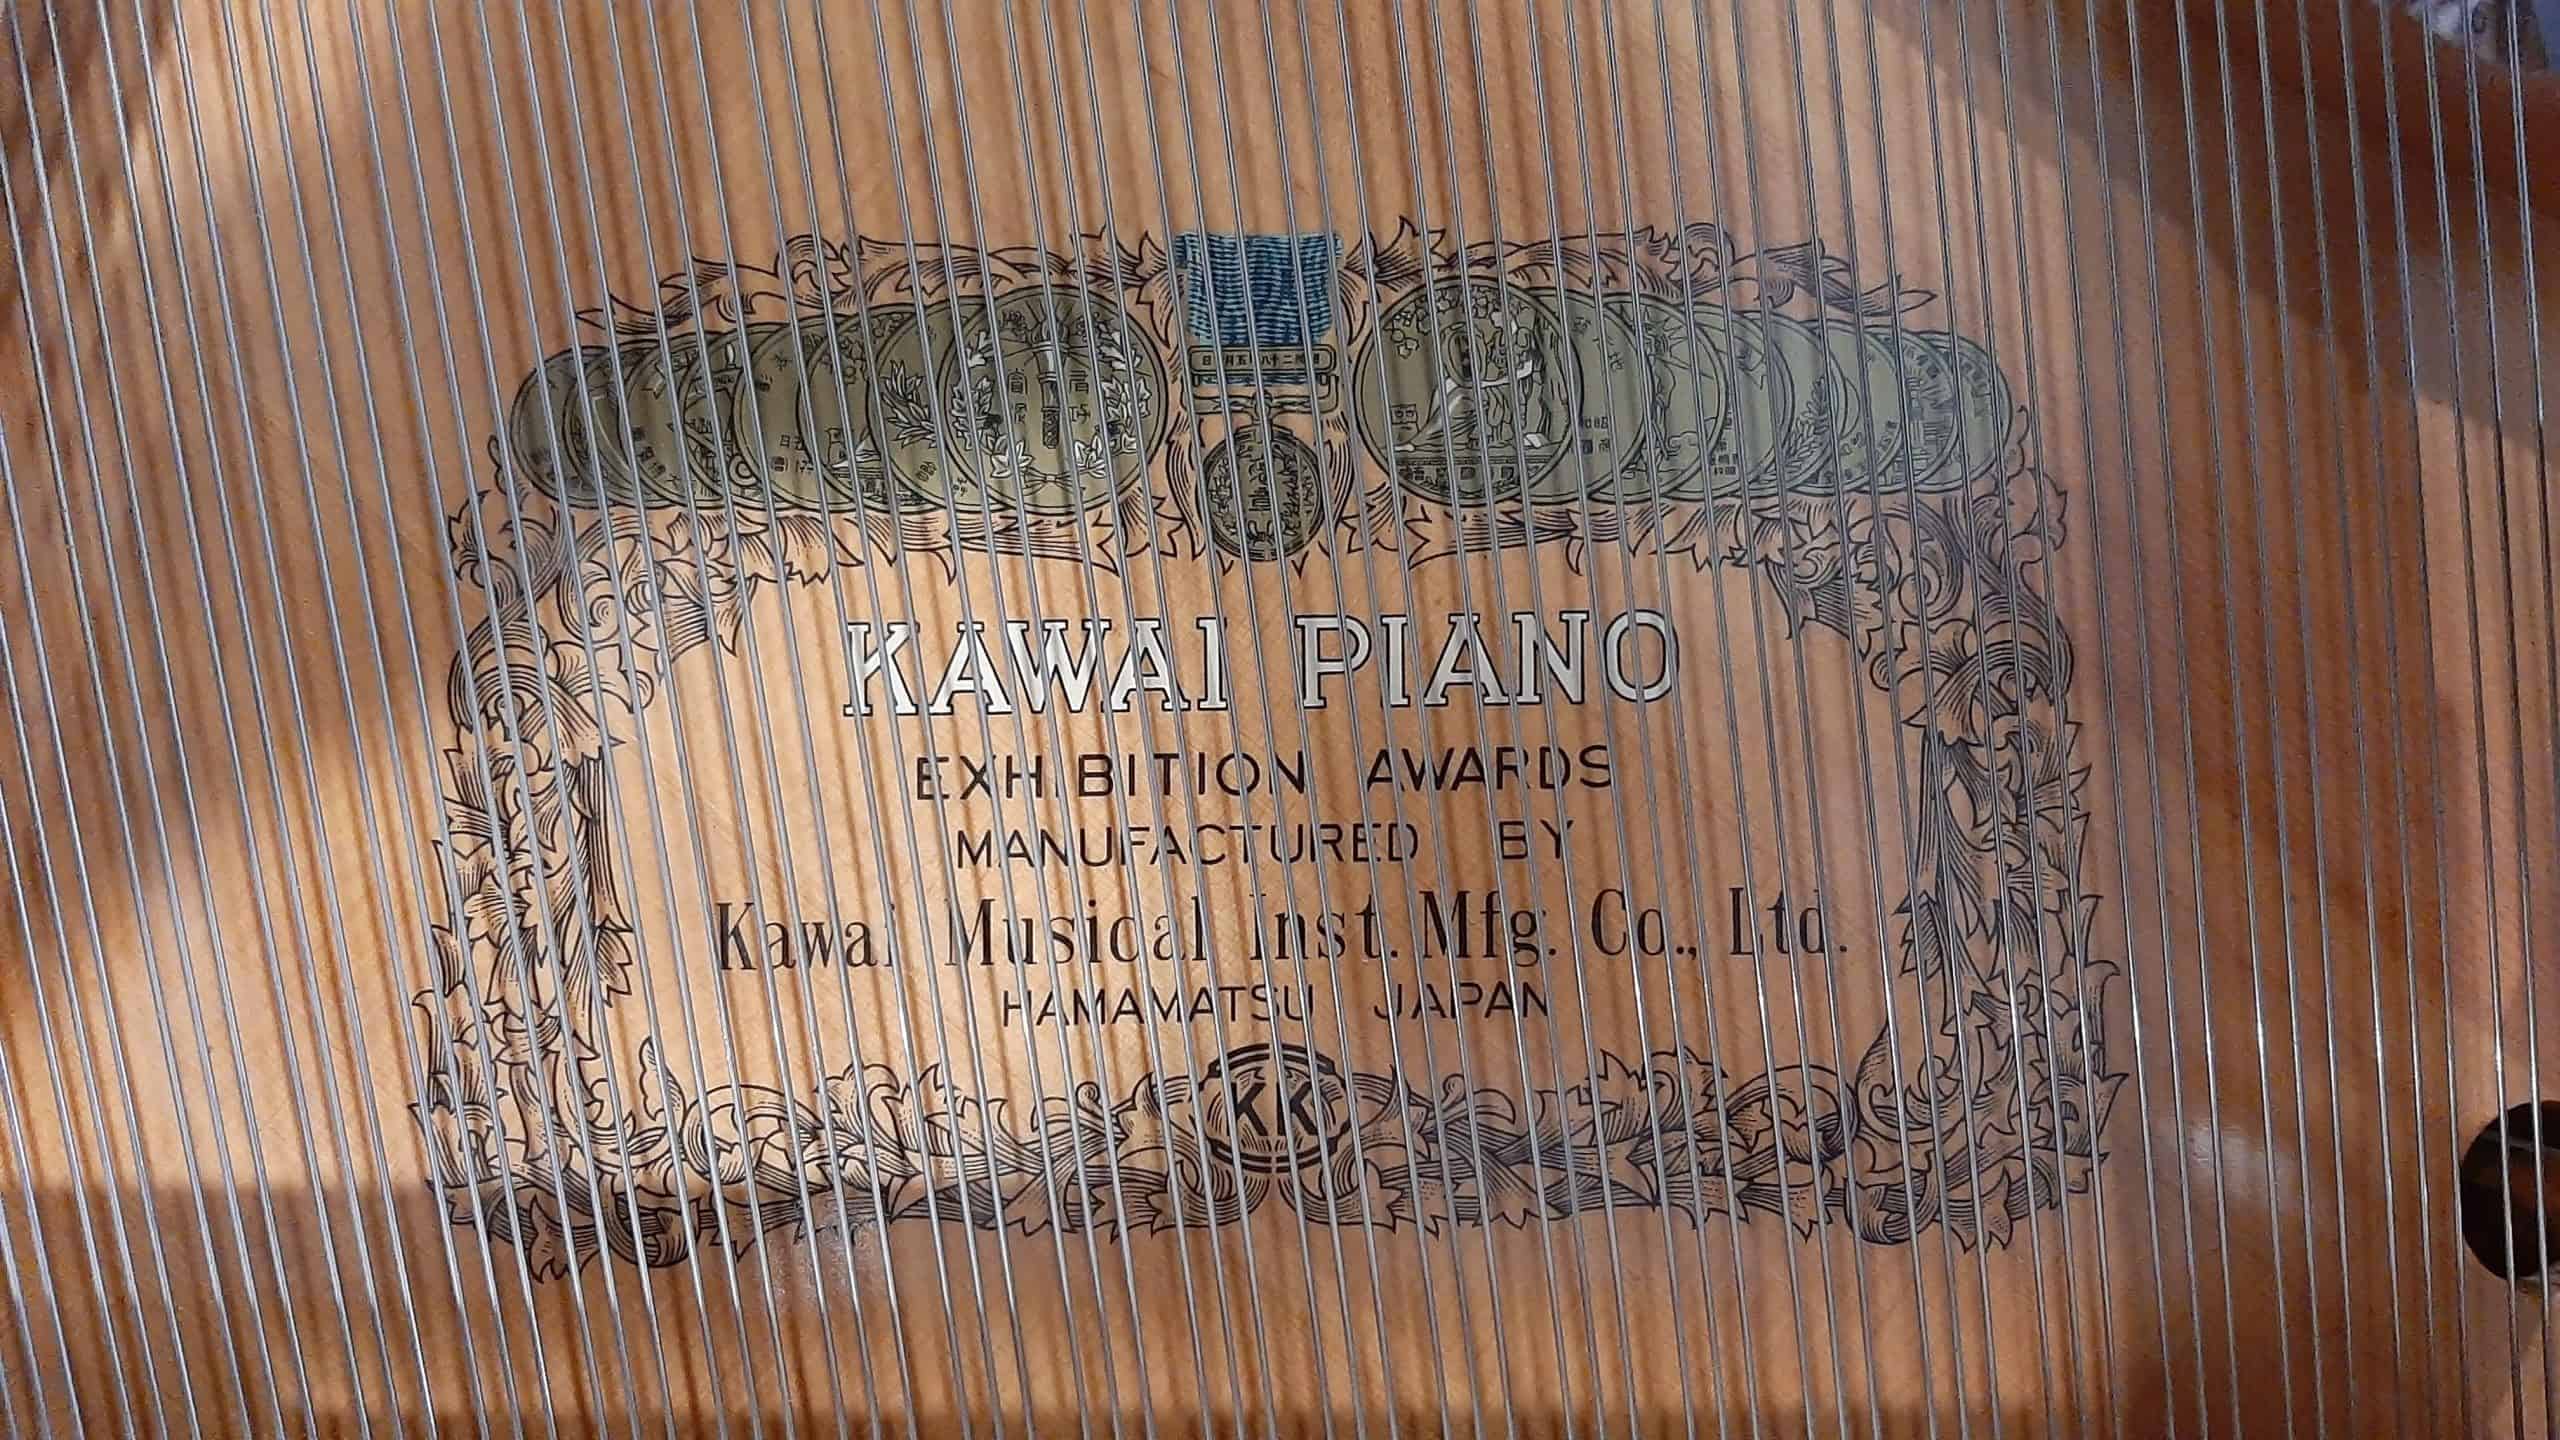 KAWAI PIANO
EXHIBITION AWARDS
MANUFACTURED BY
Kawai Musical Inst. Mfg. Co., Ltd.
HAMAMATSU JAPAN
KK